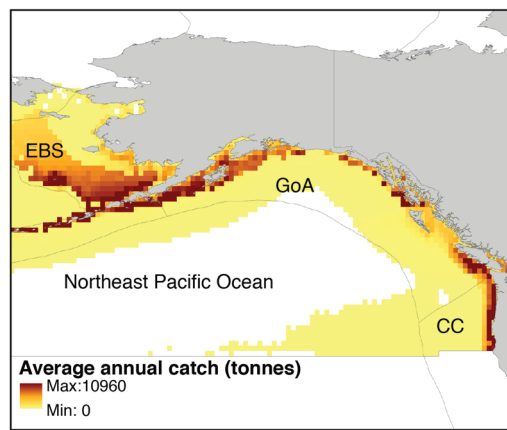 EBS
GoA
Northeast Pacific Ocean
CC
Average annual catch (tonnes)
Max:10960
Min: 0